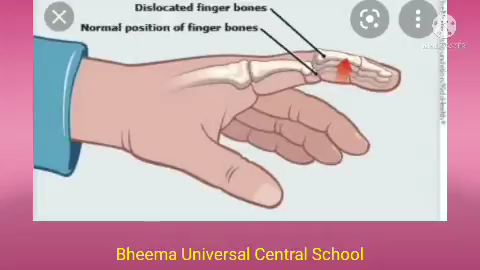 Dislocated finger bones
Normal position of finger bones
Bheema Universal Central School